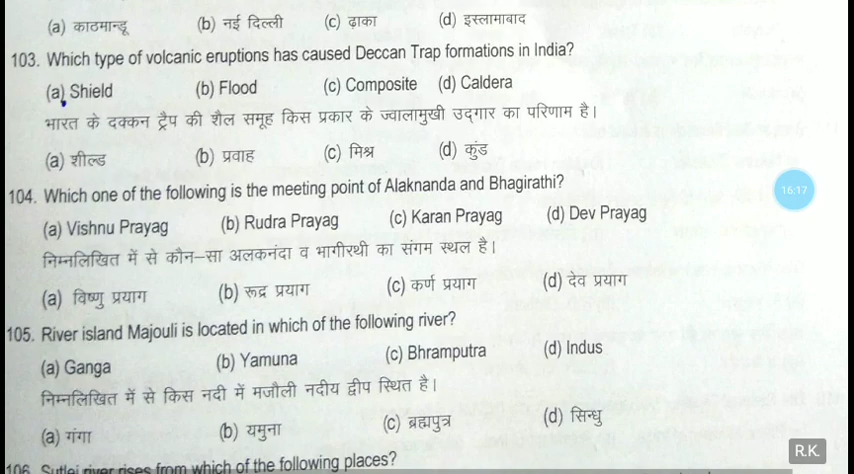 (a) काठमान्डू (b) नई दिल्ली (c) ढ़ाका (d) इस्लामाबाद
103. Which type of volcanic eruptions has caused Deccan Trap formations in India?
(a) Shield (b) Flood (c) Composite (d) Caldera
भारत के दक्कन ट्रैप की शैल समूह किस प्रकार के ज्वालामुखी उद्गार का परिणाम है।
(a) शील्ड (b) प्रवाह (c) मिश्र (d) कुंड
104. Which one of the following is the meeting point of Alaknanda and Bhagirathi?
16:17
(a) Vishnu Prayag (b) Rudra Prayag (c) Karan Prayag (d) Dev Prayag
निम्नलिखित में से कौन-सा अलकनंदा व भागीरथी का संगम स्थल है।
(a) विष्णु प्रयाग (b) रूद्र प्रयाग (c) कर्ण प्रयाग (d) देव प्रयाग
105. River island Majouli is located in which of the following river?
(a) Ganga (b) Yamuna (c) Bhramputra (d) Indus
निम्नलिखित में से किस नदी में मजौली नदीय द्वीप स्थित है।
(a) गंगा (b) यमुना (c) ब्रह्मपुत्र (d) सिन्धु
R.K.
106. Sutlej river rises from which of the following places?